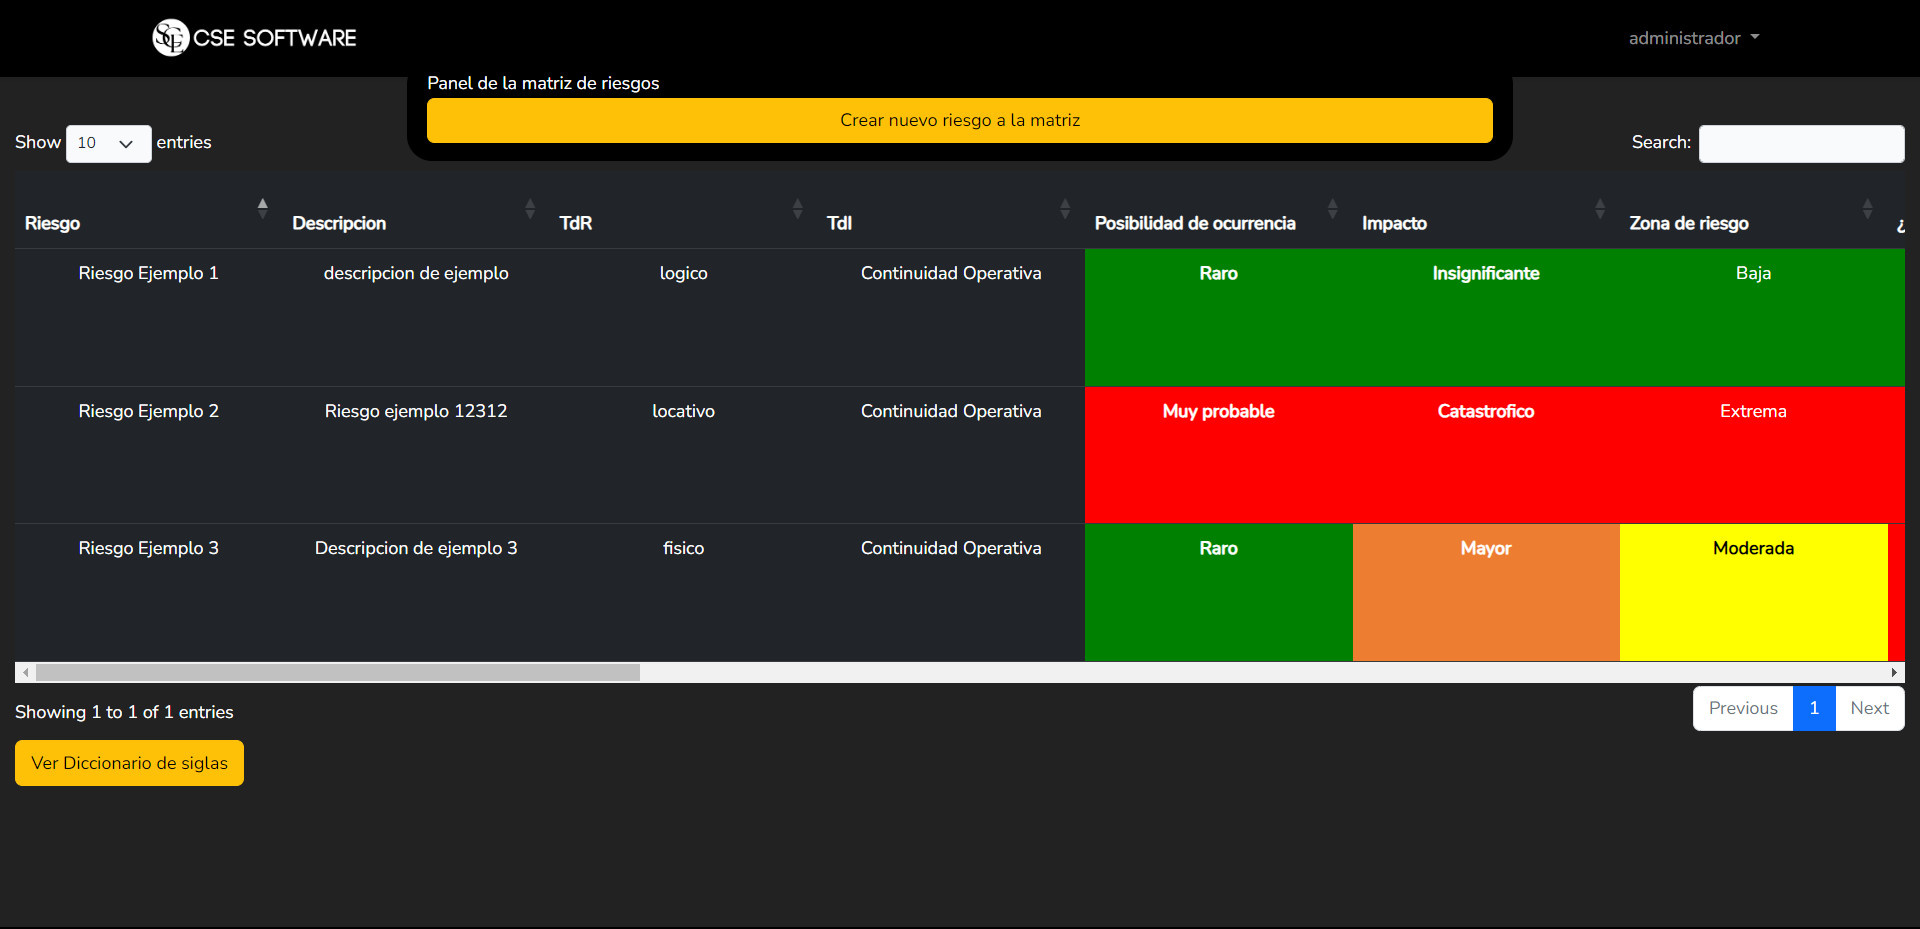 CSE SOFTWARE
administrador
Panel de la matriz de riesgos
Crear nuevo riesgo a la matriz
Show 10 entries
Search:
Riesgo Descripcion TdR TdI Posibilidad de ocurrencia Impacto Zona de riesgo ¿
Riesgo Ejemplo 1 descripcion de ejemplo logico Continuidad Operativa Raro Insignificante Baja
Riesgo Ejemplo 2 Riesgo ejemplo 12312 locativo Continuidad Operativa Muy probable Catastrofico Extrema
Riesgo Ejemplo 3 Descripcion de ejemplo 3 fisico Continuidad Operativa Raro Mayor Moderada
Showing 1 to 1 of 1 entries
Previous 1 Next
Ver Diccionario de siglas